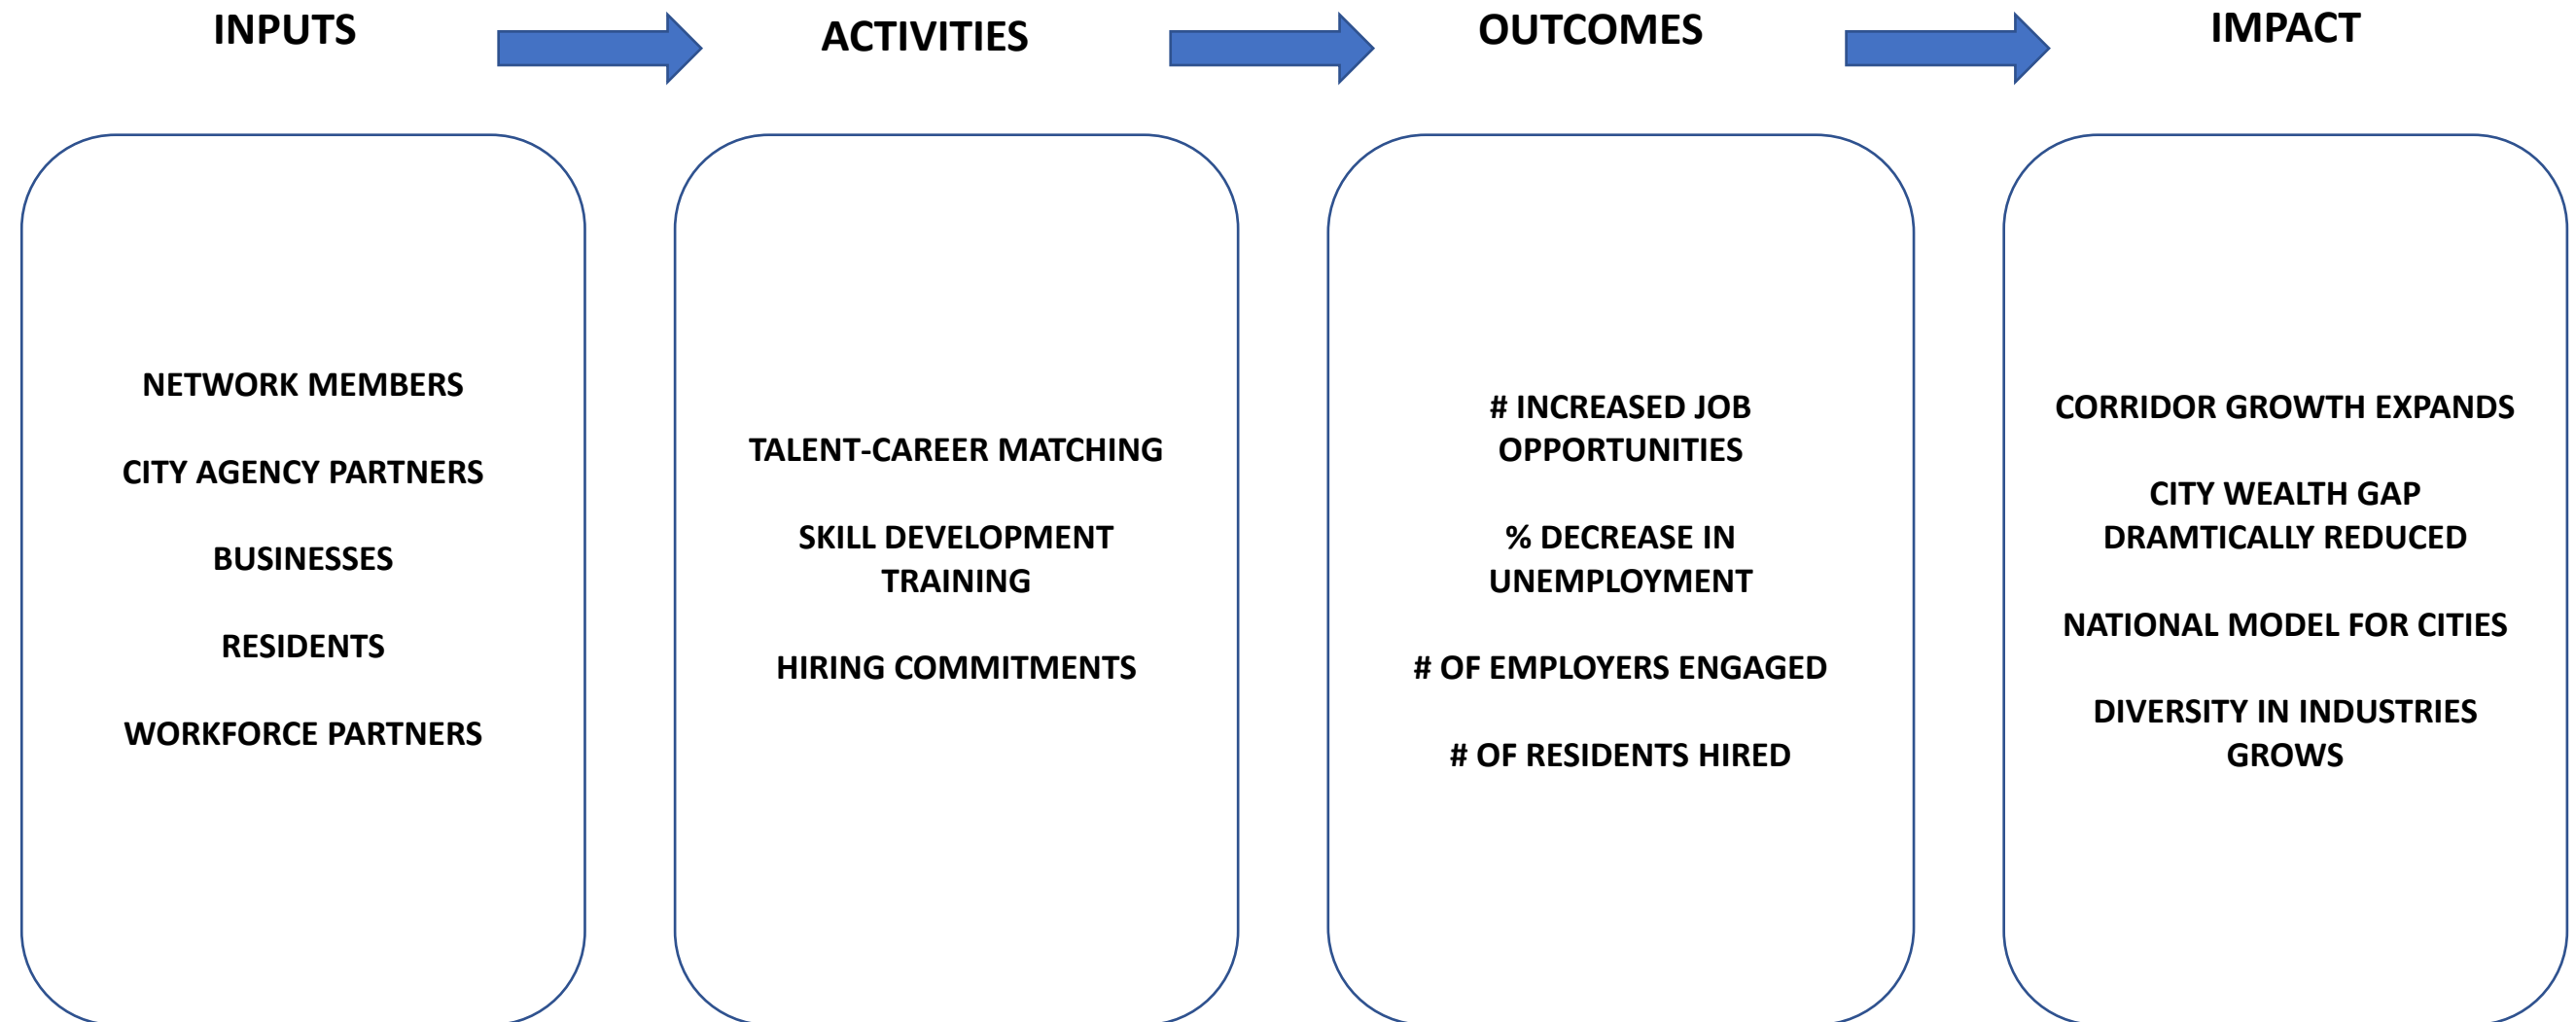 INPUTS
ACTIVITIES
OUTCOMES
IMPACT
NETWORK MEMBERS
CITY AGENCY PARTNERS
BUSINESSES
RESIDENTS
WORKFORCE PARTNERS
TALENT-CAREER MATCHING
SKILL DEVELOPMENT
TRAINING
HIRING COMMITMENTS
# INCREASED JOB
OPPORTUNITIES
% DECREASE IN
UNEMPLOYMENT
# OF EMPLOYERS ENGAGED
# OF RESIDENTS HIRED
CORRIDOR GROWTH EXPANDS
CITY WEALTH GAP
DRAMTICALLY REDUCED
NATIONAL MODEL FOR CITIES
DIVERSITY IN INDUSTRIES
GROWS